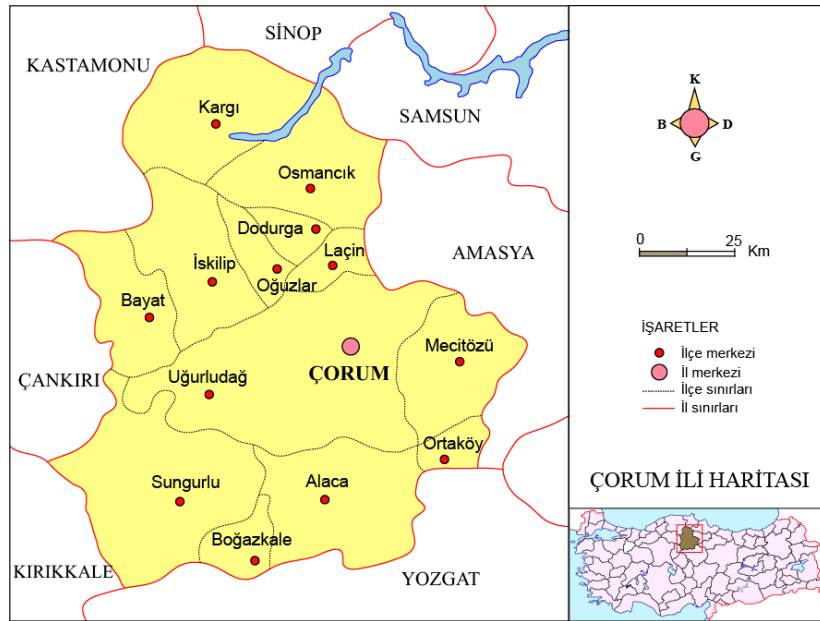 SİNOP
KASTAMONU
SAMSUN
Kargı
Osmancık
Dodurga
AMASYA
Laçin
İskilip
Oğuzlar
Bayat
Mecitözü
ÇORUM
ÇANKIRI
Uğurludağ
Ortaköy
Sungurlu
Alaca
Boğazkale
KIRIKKALE
YOZGAT
K
B
D
G
0 25
Km
İŞARETLER
İlçe merkezi
İl merkezi
İlçe sınırları
İl sınırları
ÇORUM İLİ HARİTASI